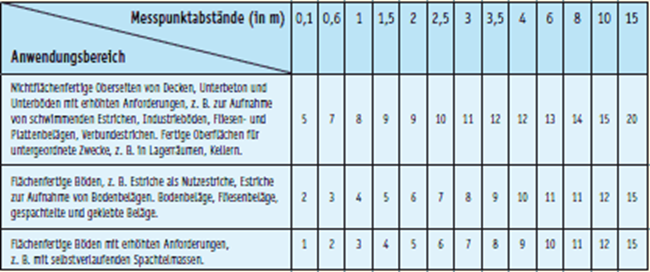 Messpunktabstände (in m) 0,1 0,6 1 1,5 2 2,5 3 3,5 4 6 8 10 15
Anwendungsbereich
Nichtflächenfertige Oberseiten von Decken, Unterbeton und
Unterböden mit erhöhten Anforderungen, z. B. zur Aufnahme
von schwimmenden Estrichen, Industrieböden, Fliesen- und
Plattenbelägen, Verbundestrichen. Fertige Oberflächen für
untergeordnete Zwecke, z. B. in Lagerräumen, Kellern.
5 7 8 9 9 10 11 12 12 13 14 15 20
Flächenfertige Böden, z. B. Estriche als Nutzestriche, Estriche
zur Aufnahme von Bodenbelägen. Bodenbeläge, Fliesenbeläge,
gespachtelte und geklebte Beläge.
2 3 4 5 6 7 8 9 10 11 11 12 15
Flächenfertige Böden mit erhöhten Anforderungen,
z. B. mit selbstverlaufenden Spachtelmassen.
1 2 3 4 5 6 7 8 9 10 11 12 15